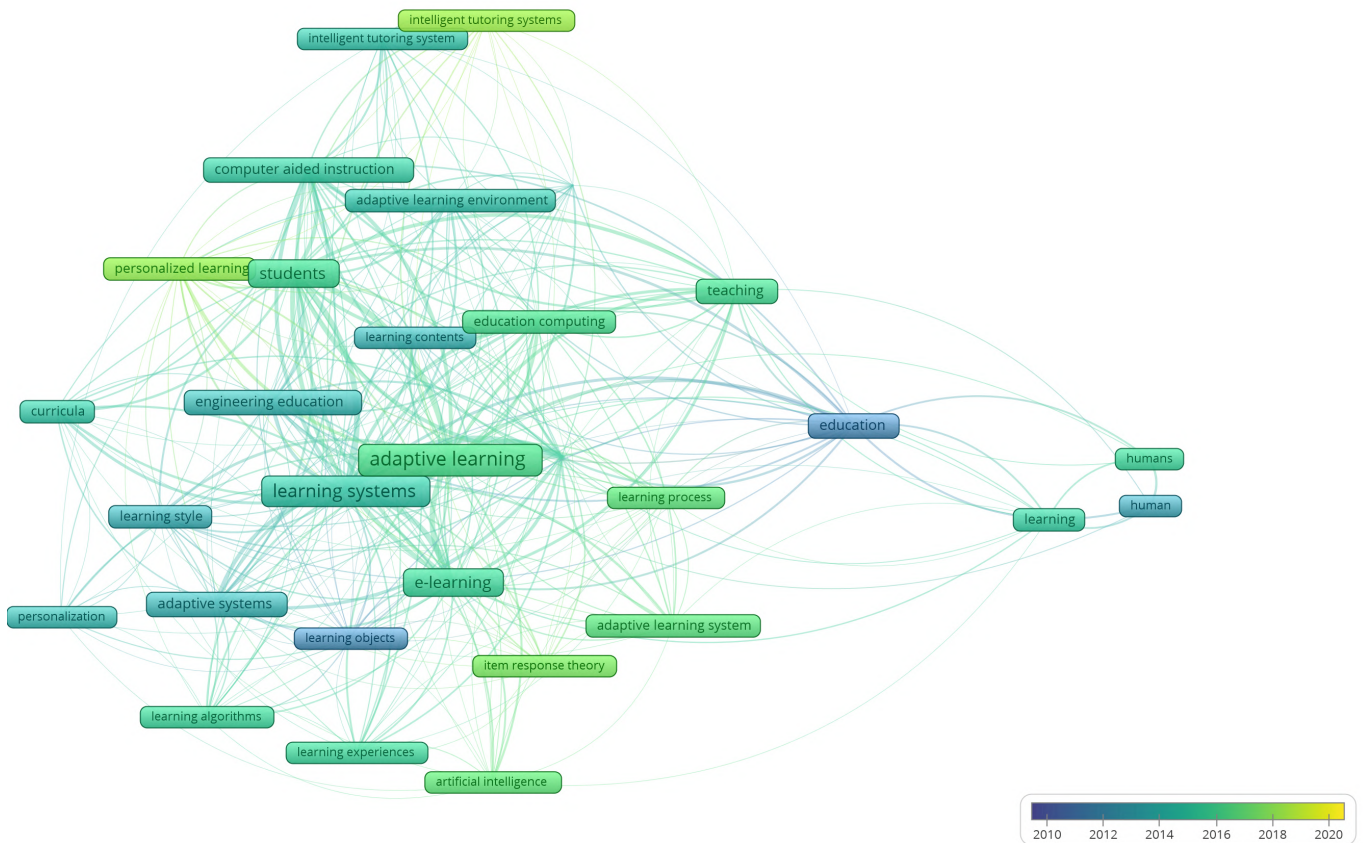 intelligent tutoring systems
intelligent tutoring system
computer aided instruction
adaptive learning environment
personalized learning
students
teaching
education computing
learning contents
engineering education
curricula
education
adaptive learning
humans
learning systems
learning process
human
learning style
learning
e-learning
adaptive systems
personalization
adaptive learning system
learning objects
item response theory
learning algorithms
learning experiences
artificial intelligence
2010 2012 2014 2016 2018 2020